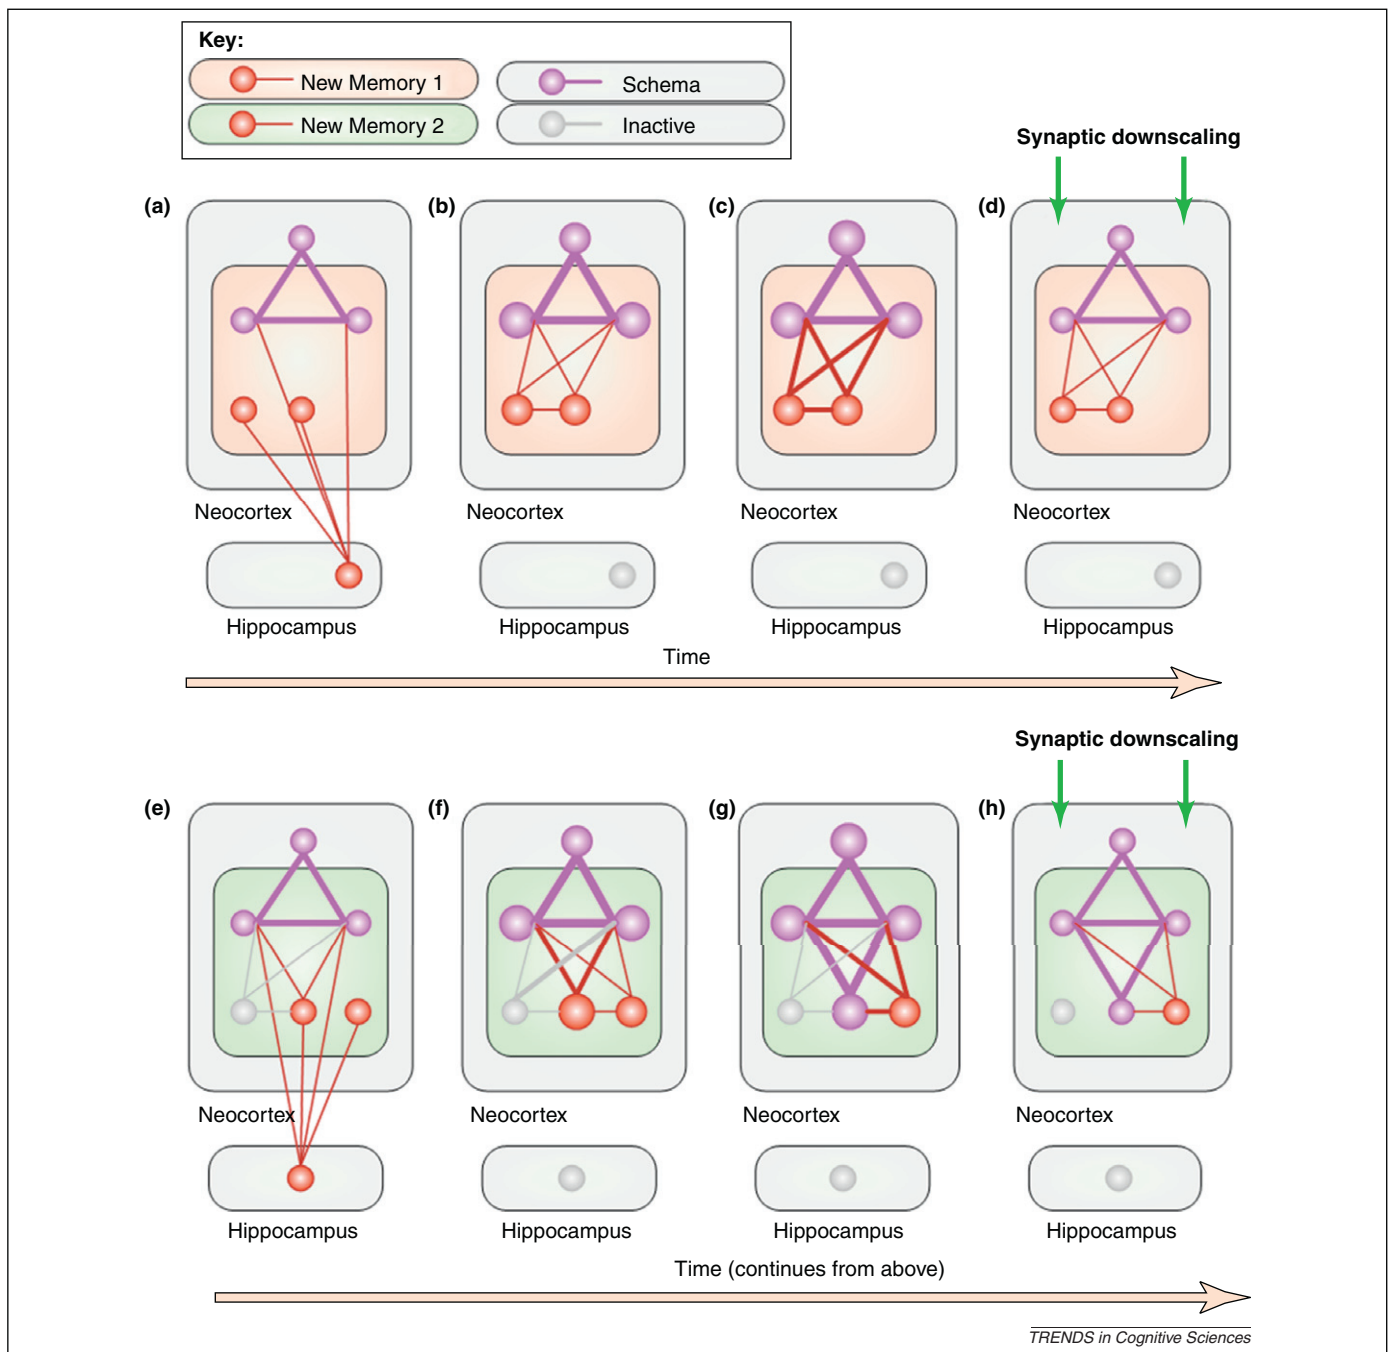 Key:
New Memory 1
Schema
New Memory 2
Inactive
Synaptic downscaling
(a)
(b)
(c)
(d)
Neocortex
Neocortex
Neocortex
Neocortex
Hippocampus
Hippocampus
Hippocampus
Hippocampus
Time
Synaptic downscaling
(e)
(f)
(g)
(h)
Neocortex
Neocortex
Neocortex
Neocortex
Hippocampus
Hippocampus
Hippocampus
Hippocampus
Time (continues from above)
TRENDS in Cognitive Sciences